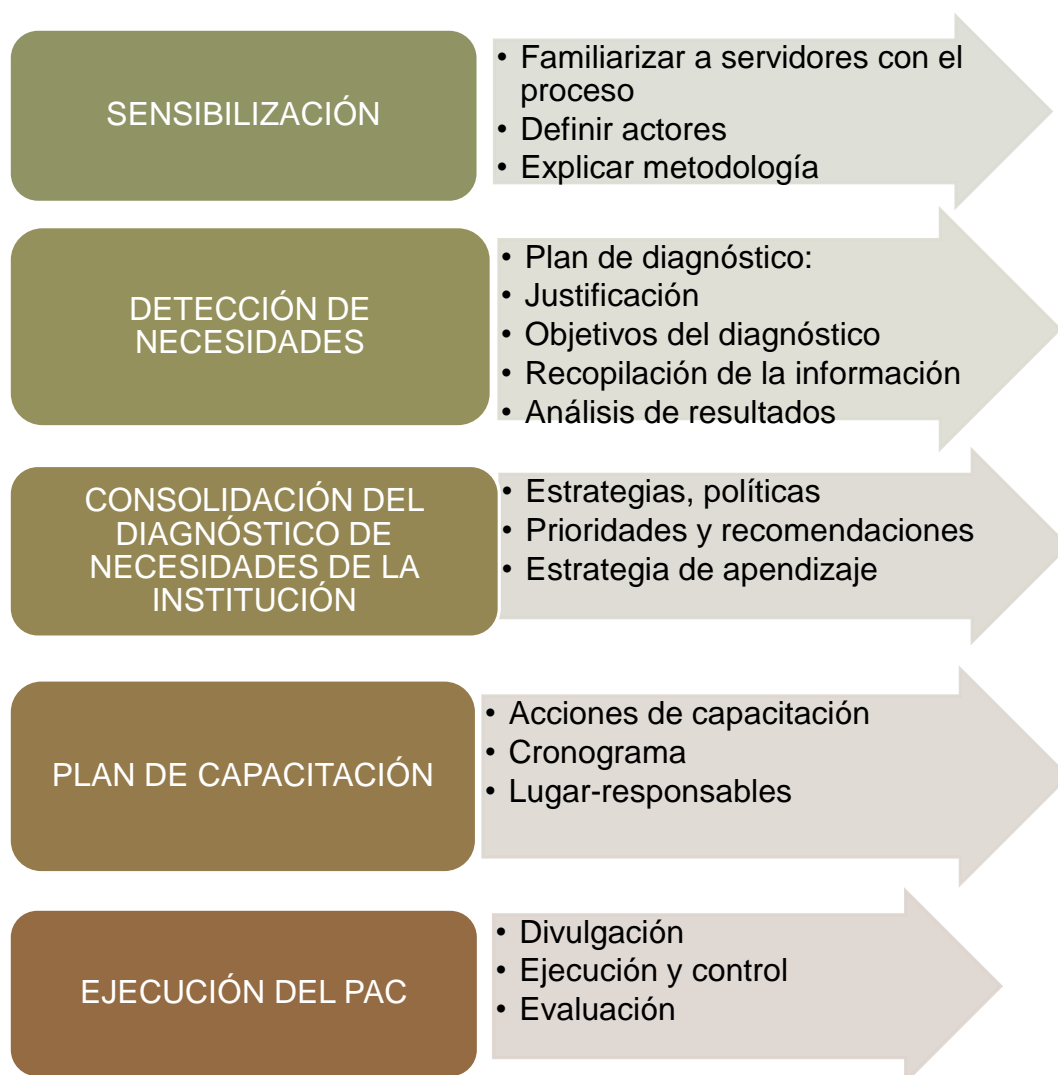 SENSIBILIZACIÓN
• Familiarizar a servidores con el
proceso
• Definir actores
• Explicar metodología
DETECCIÓN DE
NECESIDADES
• Plan de diagnóstico:
• Justificación
• Objetivos del diagnóstico
• Recopilación de la información
• Análisis de resultados
CONSOLIDACIÓN DEL
DIAGNÓSTICO DE
NECESIDADES DE LA
INSTITUCIÓN
• Estrategias, políticas
• Prioridades y recomendaciones
• Estrategia de apendizaje
PLAN DE CAPACITACIÓN
• Acciones de capacitación
• Cronograma
• Lugar-responsables
EJECUCIÓN DEL PAC
• Divulgación
• Ejecución y control
• Evaluación